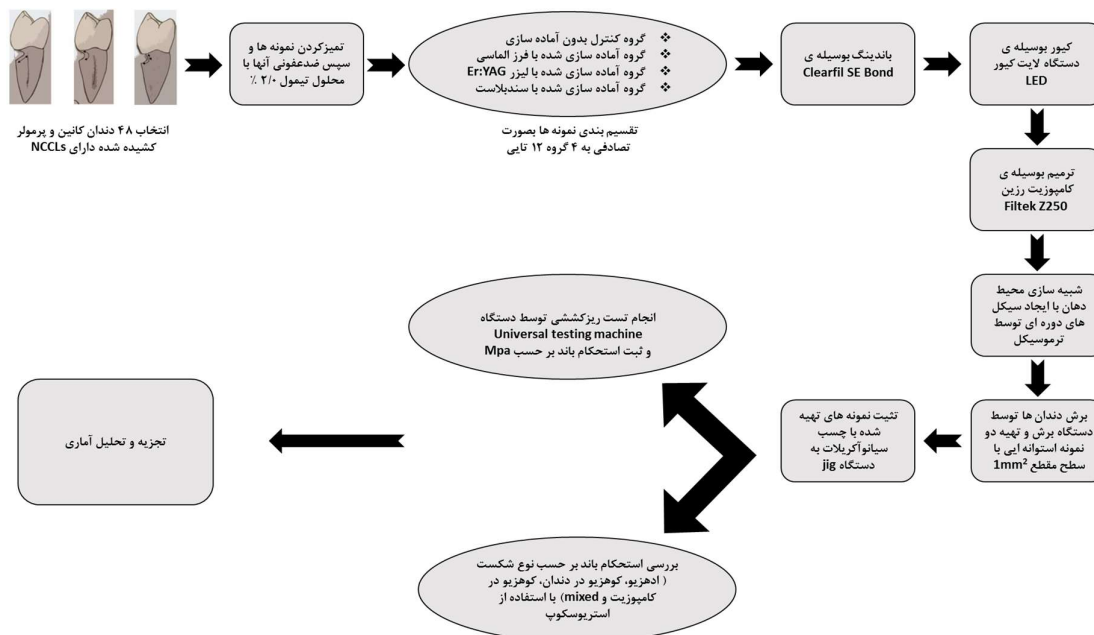 انتخاب ۴۸ دندان کانین و پرمولر
کشیده شده دارای NCCLs
تمیزکردن نمونه ها و
سپس ضدعفونی آنها با
محلول تیمول ۲/۰ ٪
❖ گروه کنترل بدون آماده سازی
❖ گروه آماده سازی شده با فرز الماسی
❖ گروه آماده سازی شده با لیزر Er:YAG
❖ گروه آماده سازی شده با سندبلاست
تقسیم بندی نمونه ها بصورت
تصادفی به ۴ گروه ۱۲ تایی
باندینگ بوسیله ی
Clearfil SE Bond
کیور بوسیله ی
دستگاه لایت کیور
LED
ترمیم بوسیله ی
کامپوزیت رزین
Filtek Z250
شبیه سازی محیط
دهان با ایجاد سیکل
های دوره ای توسط
ترموسیکل
برش دندان ها توسط
دستگاه برش و تهیه دو
نمونه استوانه ایی با
سطح مقطع 1mm²
تثبیت نمونه های تهیه
شده با چسب
سیانوآکریلات به
دستگاه jig
انجام تست ریزکششی توسط دستگاه
Universal testing machine
و ثبت استحکام باند بر حسب Mpa
بررسی استحکام باند بر حسب نوع شکست
( ادهزیو، کوهزیو در دندان، کوهزیو در
کامپوزیت و mixed) با استفاده از
استریوسکوپ
تجزیه و تحلیل آماری